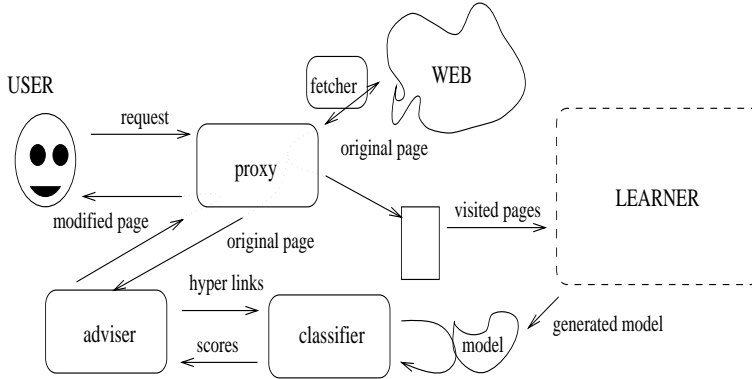 USER
fetcher
WEB
request
original page
proxy
LEARNER
modified page
visited pages
original page
hyper links
adviser
classifier
scores
model
generated model